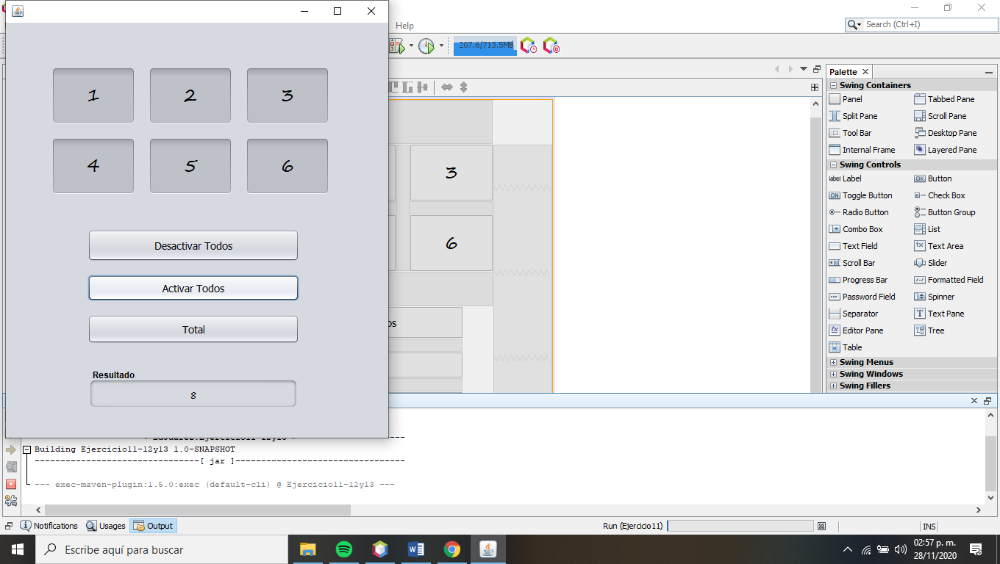 Help
Search (Ctrl+I)
207.6/713.5MB
1 2 3
4 5 6
Desactivar Todos
Activar Todos
Total
Resultado
8
3
6
os
Palette
Swing Containers
Panel Tabbed Pane
Split Pane Scroll Pane
Tool Bar Desktop Pane
Internal Frame Layered Pane
Swing Controls
label Label OK Button
ON Toggle Button Check Box
Radio Button Button Group
Combo Box List
Text Field tx Text Area
Scroll Bar Slider
Progress Bar Formatted Field
Password Field Spinner
Separator T Text Pane
Editor Pane Tree
Table
Swing Menus
Swing Windows
Swing Fillers
Building Ejercicio11-12y13 1.0-SNAPSHOT
--------------------------------[ jar ]---------------------------------
--- exec-maven-plugin:1.5.0:exec (default-cli) @ Ejercicio11-12y13 ---
Notifications Usages Output Run (Ejercicio11) INS
Escribe aquí para buscar
02:57 p. m.
28/11/2020